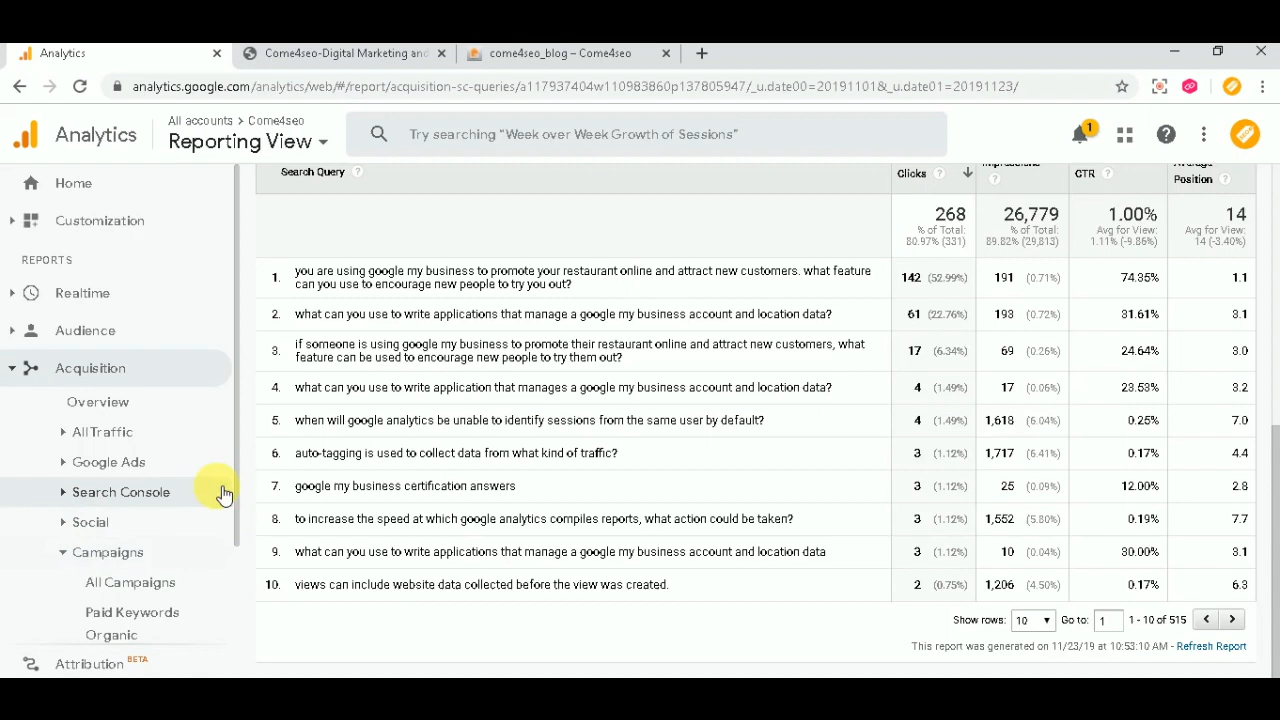 Analytics
Come4seo-Digital Marketing and
come4seo_blog – Come4seo
analytics.google.com/analytics/web/#/report/acquisition-sc-queries/a117937404w110983860p137805947/_u.date00=20191101&_u.date01=20191123/
Analytics
All accounts > Come4seo
Reporting View
Try searching "Week over Week Growth of Sessions"
1
Home
Customization
REPORTS
Realtime
Audience
Acquisition
Overview
All Traffic
Google Ads
Search Console
Social
Campaigns
All Campaigns
Paid Keywords
Organic
Attribution BETA
Search Query Clicks Impressions CTR Average Position
268 26,779 1.00% 14
% of Total: % of Total: Avg for View: Avg for View:
80.97% (331) 89.82% (29,813) 1.11% (-9.86%) 14 (-3.40%)
1. you are using google my business to promote your restaurant online and attract new customers. what feature
can you use to encourage new people to try you out?
142 (52.99%) 191 (0.71%) 74.35% 1.1
2. what can you use to write applications that manage a google my business account and location data? 61 (22.76%) 193 (0.72%) 31.61% 3.1
3. if someone is using google my business to promote their restaurant online and attract new customers, what
feature can be used to encourage new people to try them out?
17 (6.34%) 69 (0.26%) 24.64% 3.0
4. what can you use to write application that manages a google my business account and location data? 4 (1.49%) 17 (0.06%) 23.53% 3.2
5. when will google analytics be unable to identify sessions from the same user by default? 4 (1.49%) 1,618 (6.04%) 0.25% 7.0
6. auto-tagging is used to collect data from what kind of traffic? 3 (1.12%) 1,717 (6.41%) 0.17% 4.4
7. google my business certification answers 3 (1.12%) 25 (0.09%) 12.00% 2.8
8. to increase the speed at which google analytics compiles reports, what action could be taken? 3 (1.12%) 1,552 (5.80%) 0.19% 7.7
9. what can you use to write applications that manage a google my business account and location data 3 (1.12%) 10 (0.04%) 30.00% 3.1
10. views can include website data collected before the view was created. 2 (0.75%) 1,206 (4.50%) 0.17% 6.3
Show rows: 10 Go to: 1 1 - 10 of 515
This report was generated on 11/23/19 at 10:53:10 AM - Refresh Report